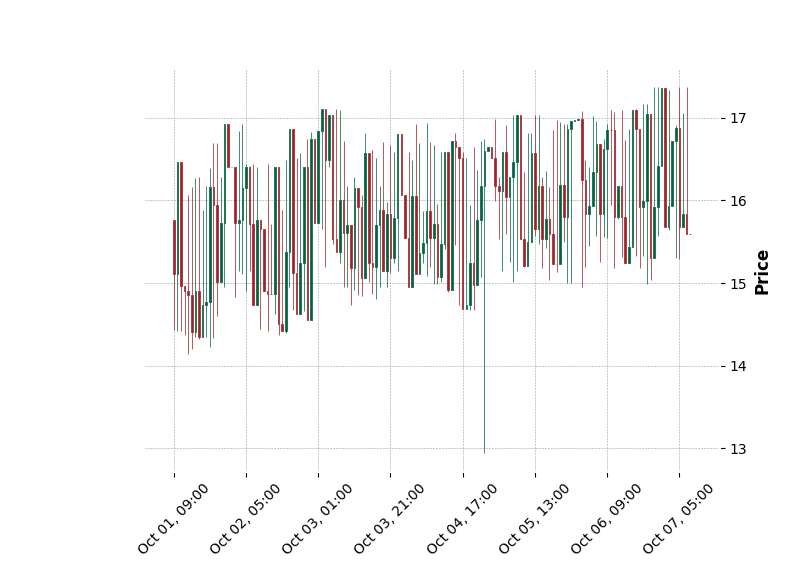 17
16
15
14
13
Price
Oct 01, 09:00
Oct 02, 05:00
Oct 03, 01:00
Oct 03, 21:00
Oct 04, 17:00
Oct 05, 13:00
Oct 06, 09:00
Oct 07, 05:00